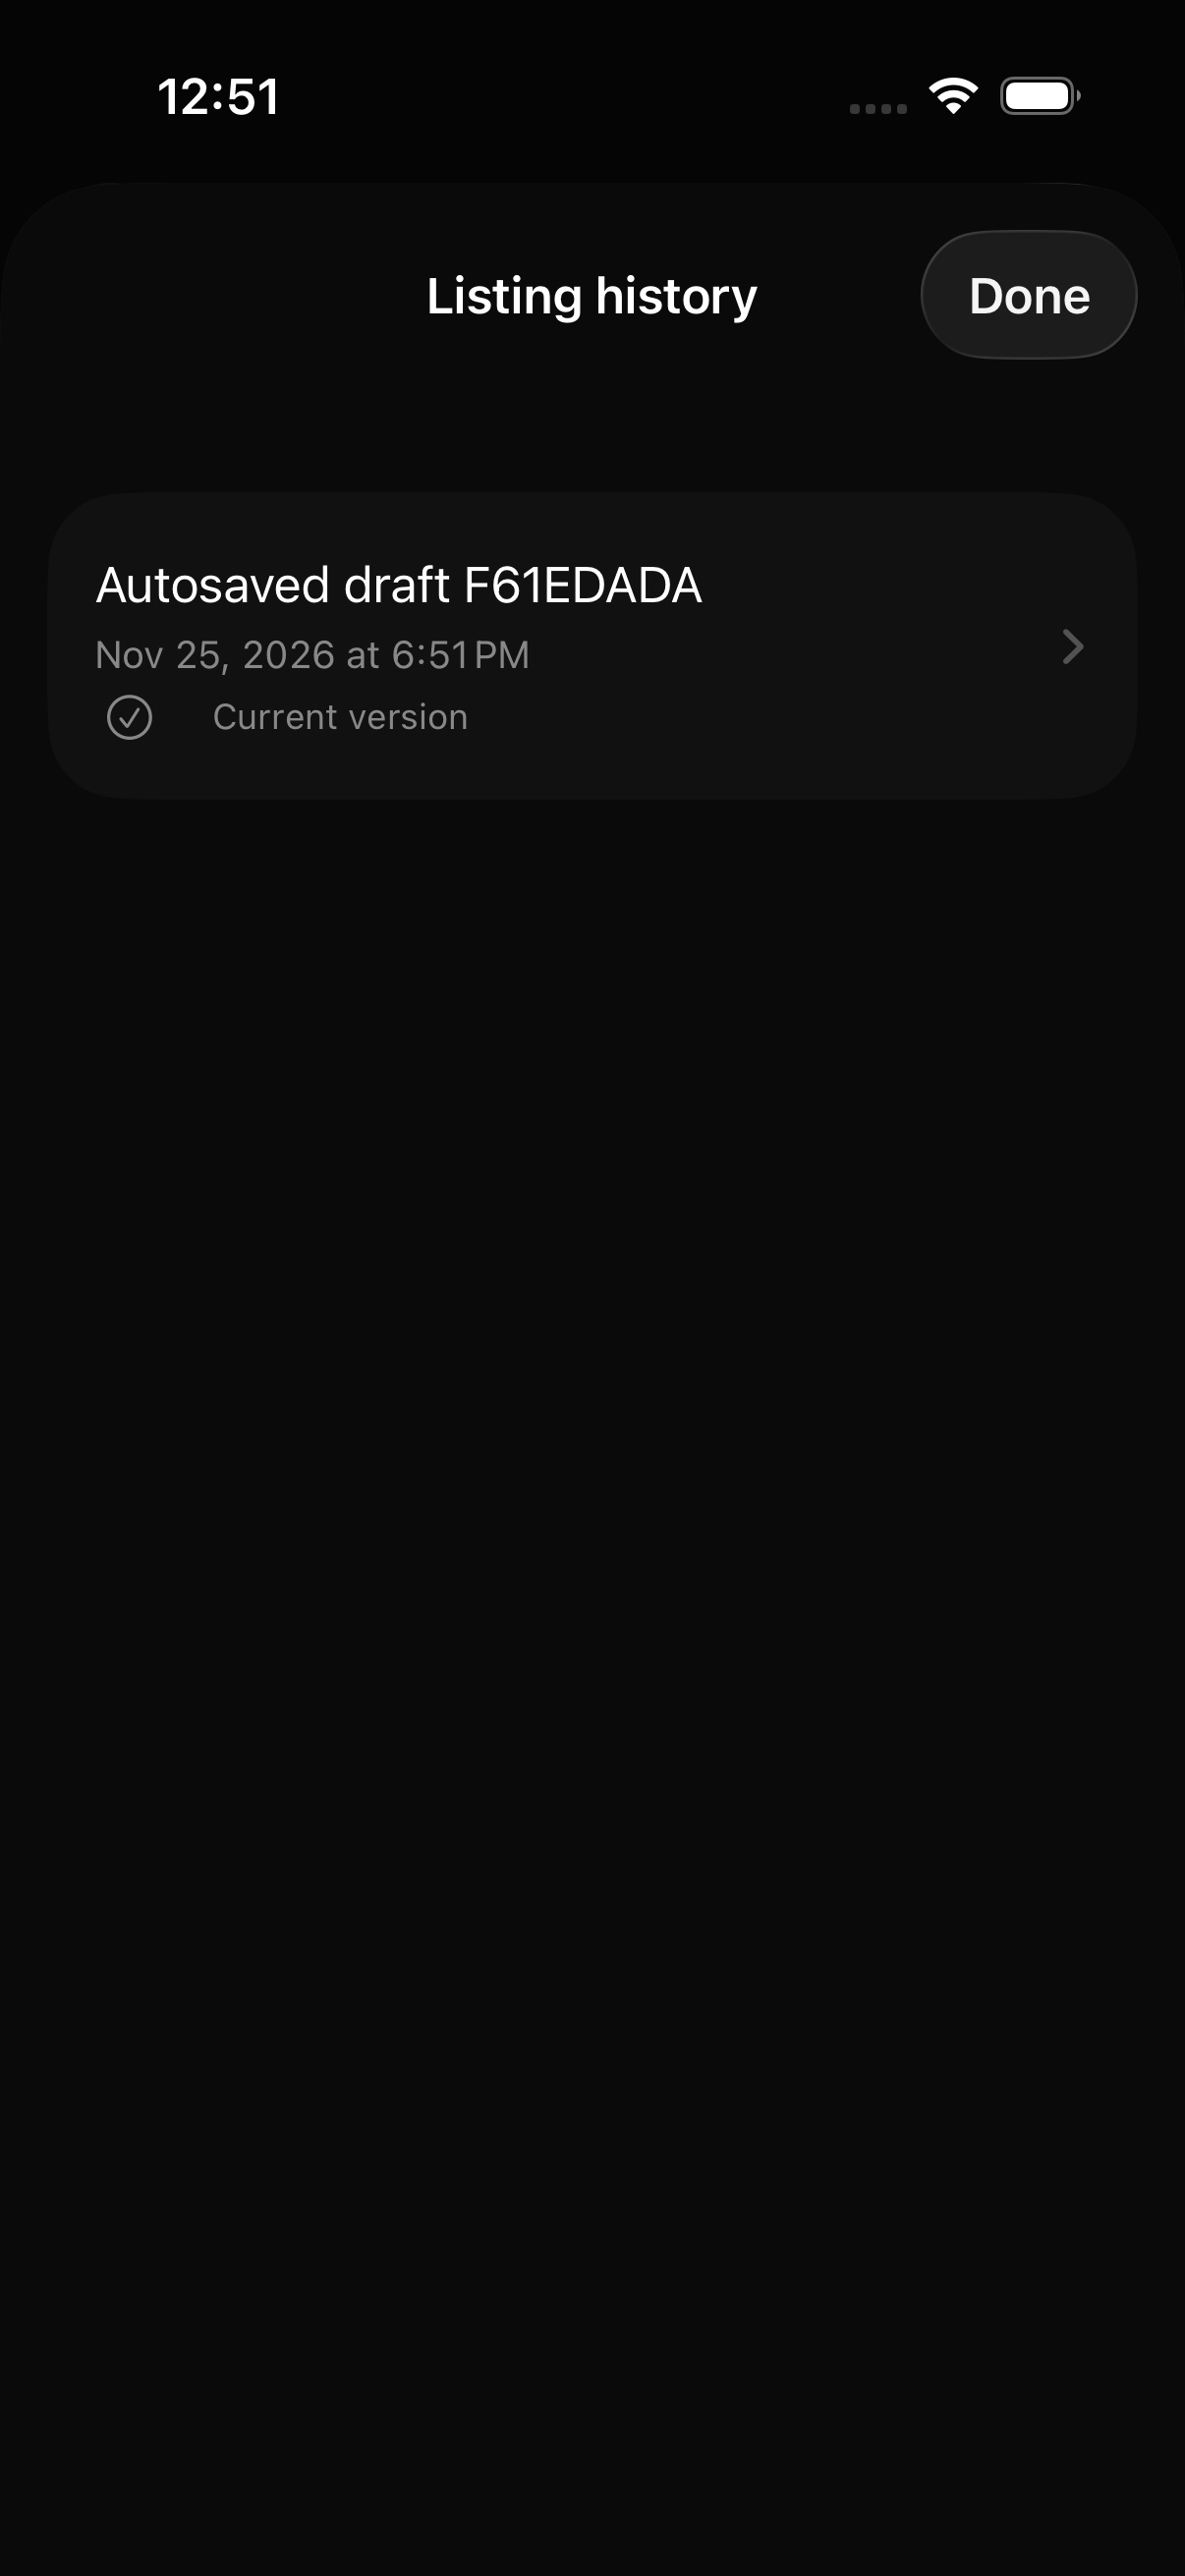 12:51
Listing history
Done
Autosaved draft F61EDADA
Nov 25, 2026 at 6:51 PM
Current version